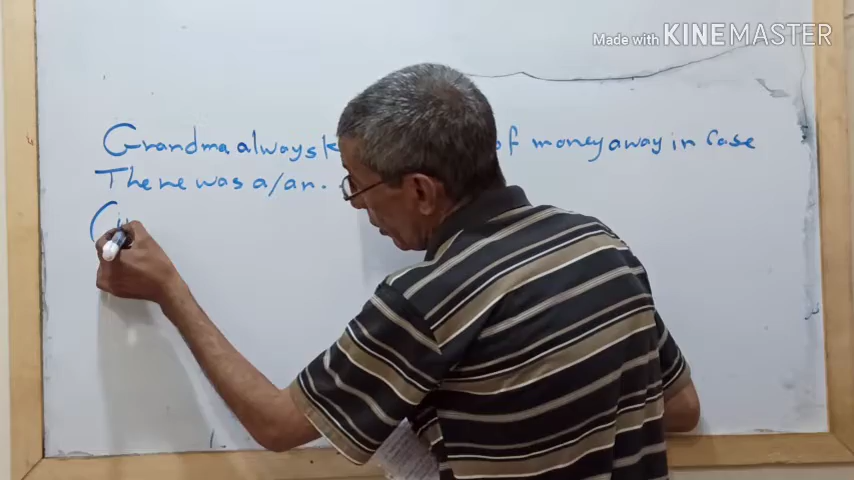 Made with KINEMASTER
Grandma always k of money away in Case
There was a/an.
(i